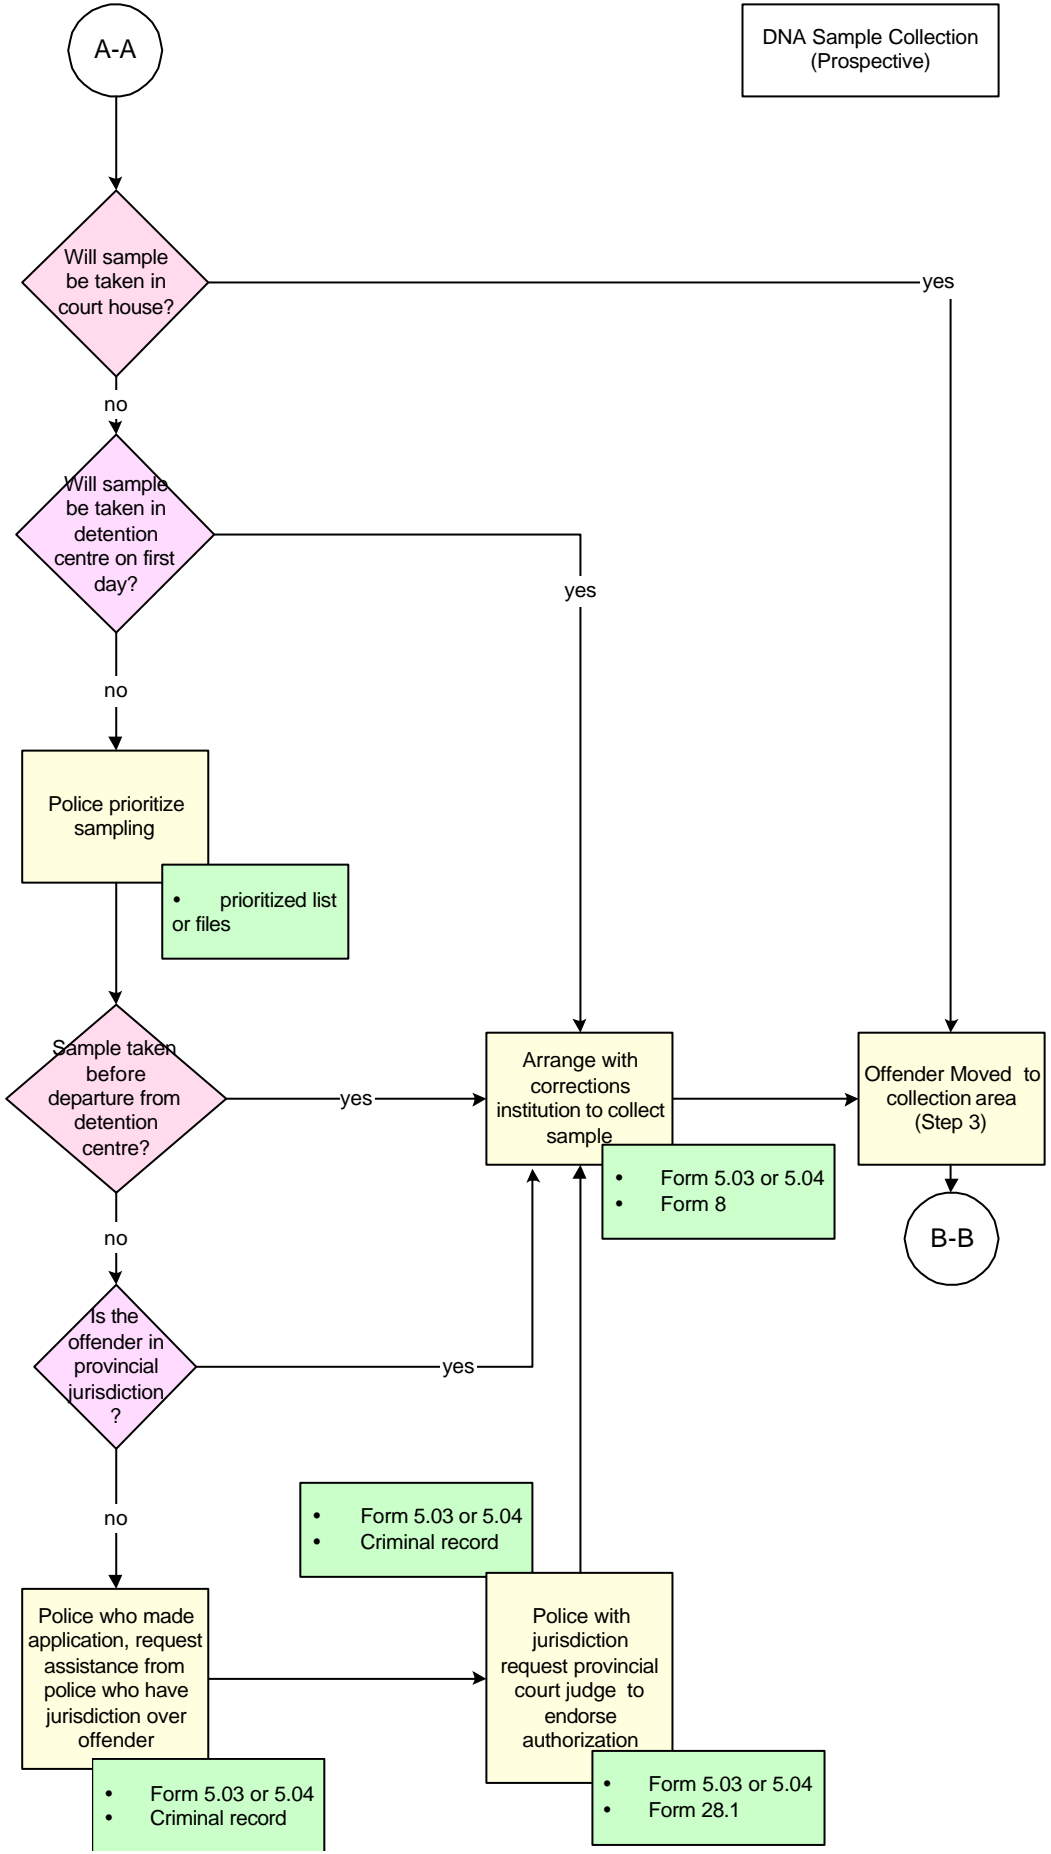 A-A
DNA Sample Collection
(Prospective)
Will sample
be taken in
court house?
yes
no
Will sample
be taken in
detention
centre on first
day?
yes
no
Police prioritize
sampling
• prioritized list
or files
Sample taken
before
departure from
detention
centre?
yes
Arrange with
corrections
institution to collect
sample
Offender Moved to
collection area
(Step 3)
• Form 5.03 or 5.04
• Form 8
B-B
no
Is the
offender in
provincial
jurisdiction
?
yes
no
• Form 5.03 or 5.04
• Criminal record
Police who made
application, request
assistance from
police who have
jurisdiction over
offender
Police with
jurisdiction
request provincial
court judge to
endorse
authorization
• Form 5.03 or 5.04
• Criminal record
• Form 5.03 or 5.04
• Form 28.1